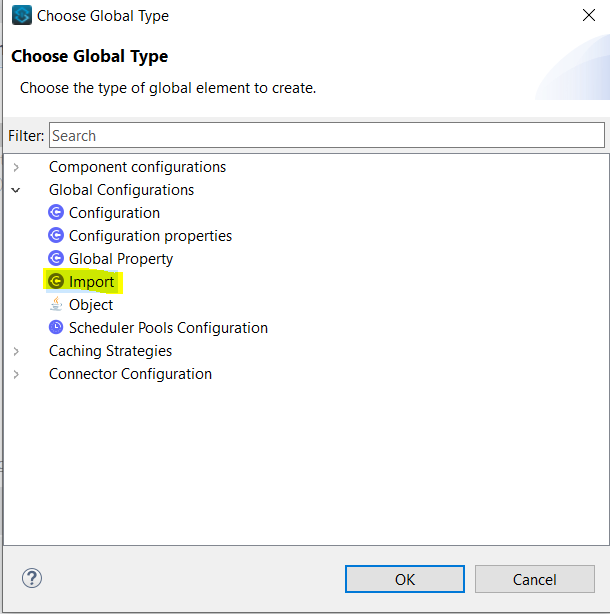 Choose Global Type
Choose Global Type
Choose the type of global element to create.
Filter: Search
Component configurations
Global Configurations
Configuration
Configuration properties
Global Property
Import
Object
Scheduler Pools Configuration
Caching Strategies
Connector Configuration
? OK Cancel